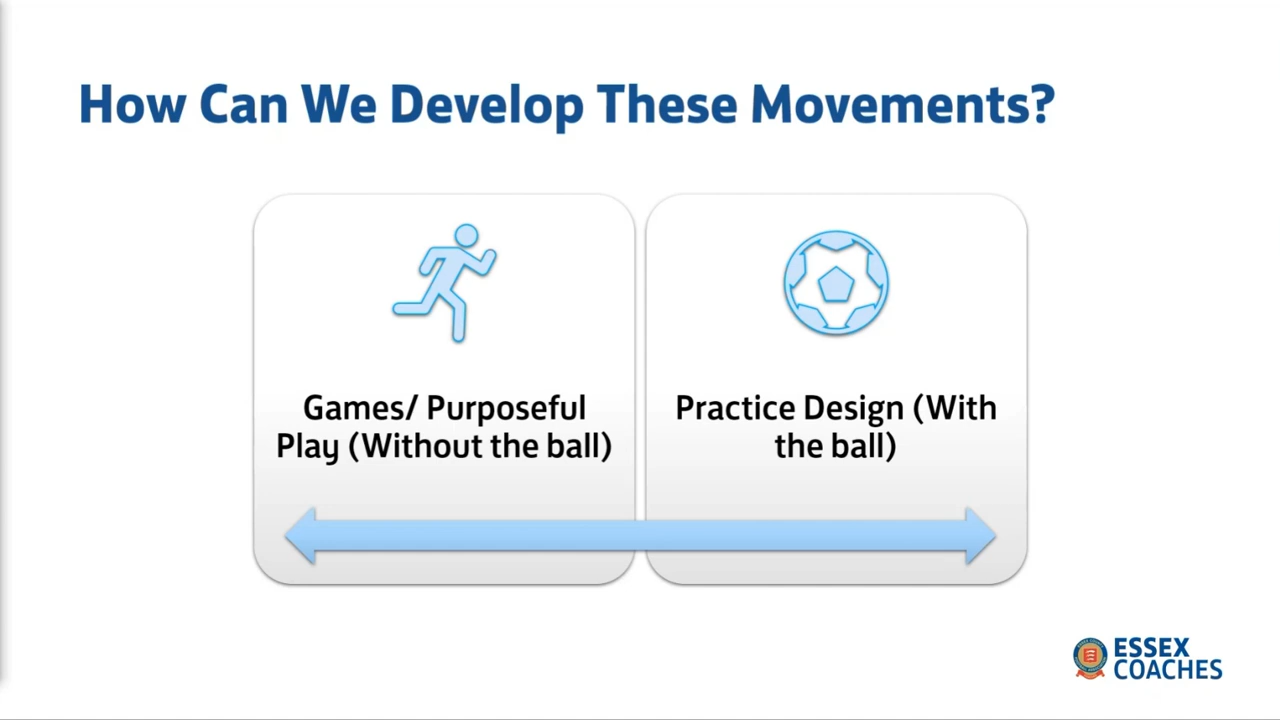 How Can We Develop These Movements?
Games/ Purposeful
Play (Without the ball)
Practice Design (With
the ball)
ESSEX
COACHES